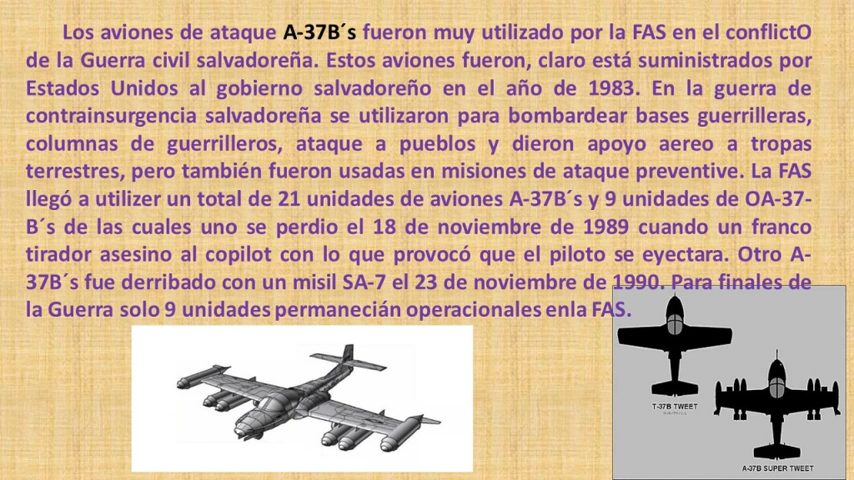 Los aviones de ataque A-37B´s fueron muy utilizado por la FAS en el conflictO
de la Guerra civil salvadoreña. Estos aviones fueron, claro está suministrados por
Estados Unidos al gobierno salvadoreño en el año de 1983. En la guerra de
contrainsurgencia salvadoreña se utilizaron para bombardear bases guerrilleras,
columnas de guerrilleros, ataque a pueblos y dieron apoyo aereo a tropas
terrestres, pero también fueron usadas en misiones de ataque preventive. La FAS
llegó a utilizer un total de 21 unidades de aviones A-37B´s y 9 unidades de OA-37-
B´s de las cuales uno se perdio el 18 de noviembre de 1989 cuando un franco
tirador asesino al copilot con lo que provocó que el piloto se eyectara. Otro A-
37B´s fue derribado con un misil SA-7 el 23 de noviembre de 1990. Para finales de
la Guerra solo 9 unidades permanecián operacionales enla FAS.
T-37B TWEET
A-37B SUPER TWEET